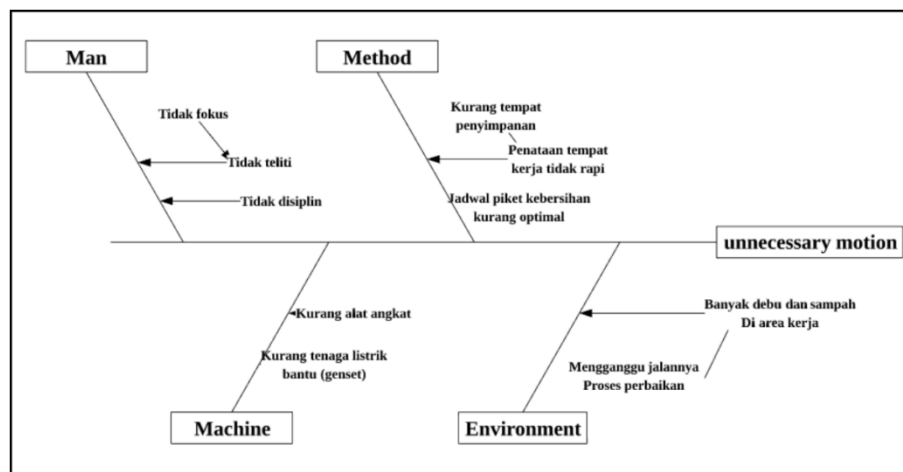 Man
Method
Tidak fokus
Tidak teliti
Tidak disiplin
Kurang tempat
penyimpanan
Penataan tempat
kerja tidak rapi
Jadwal piket kebersihan
kurang optimal
unnecessary motion
Kurang alat angkat
Kurang tenaga listrik
bantu (genset)
Banyak debu dan sampah
Di area kerja
Mengganggu jalannya
Proses perbaikan
Machine
Environment